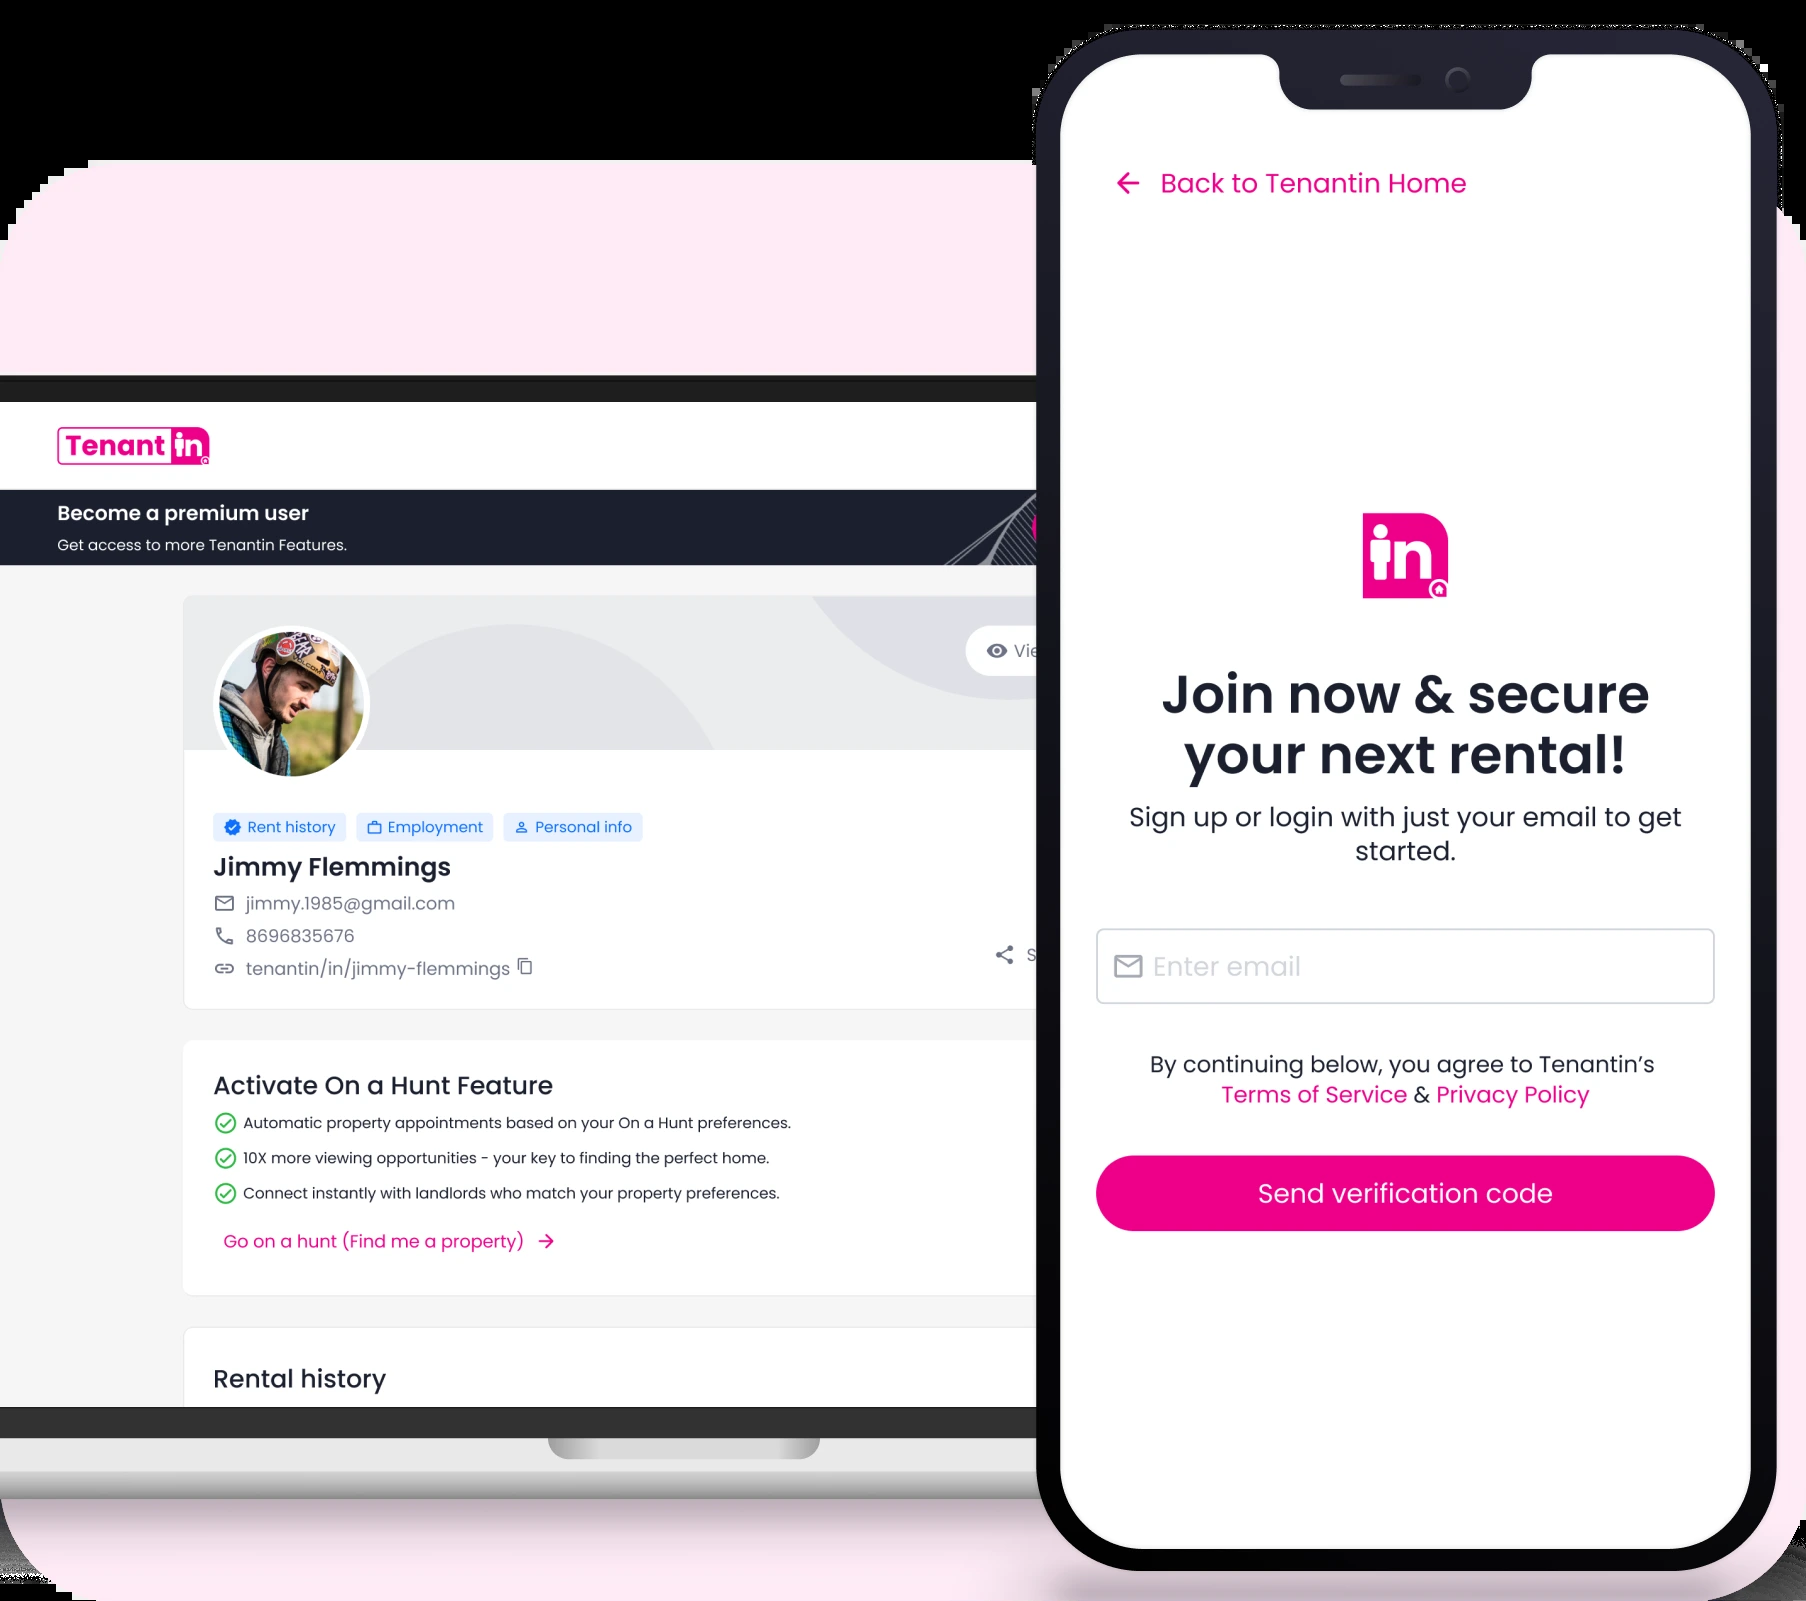 Tenant in
Become a premium user
Get access to more Tenantin Features.
Rent history
Employment
Personal info
Jimmy Flemmings
jimmy.1985@gmail.com
8696835676
tenantin/in/jimmy-flemmings
Activate On a Hunt Feature
Automatic property appointments based on your On a Hunt preferences.
10X more viewing opportunities - your key to finding the perfect home.
Connect instantly with landlords who match your property preferences.
Go on a hunt (Find me a property)
Rental history
Back to Tenantin Home
in
Join now & secure
your next rental!
Sign up or login with just your email to get
started.
Enter email
By continuing below, you agree to Tenantin’s
Terms of Service & Privacy Policy
Send verification code